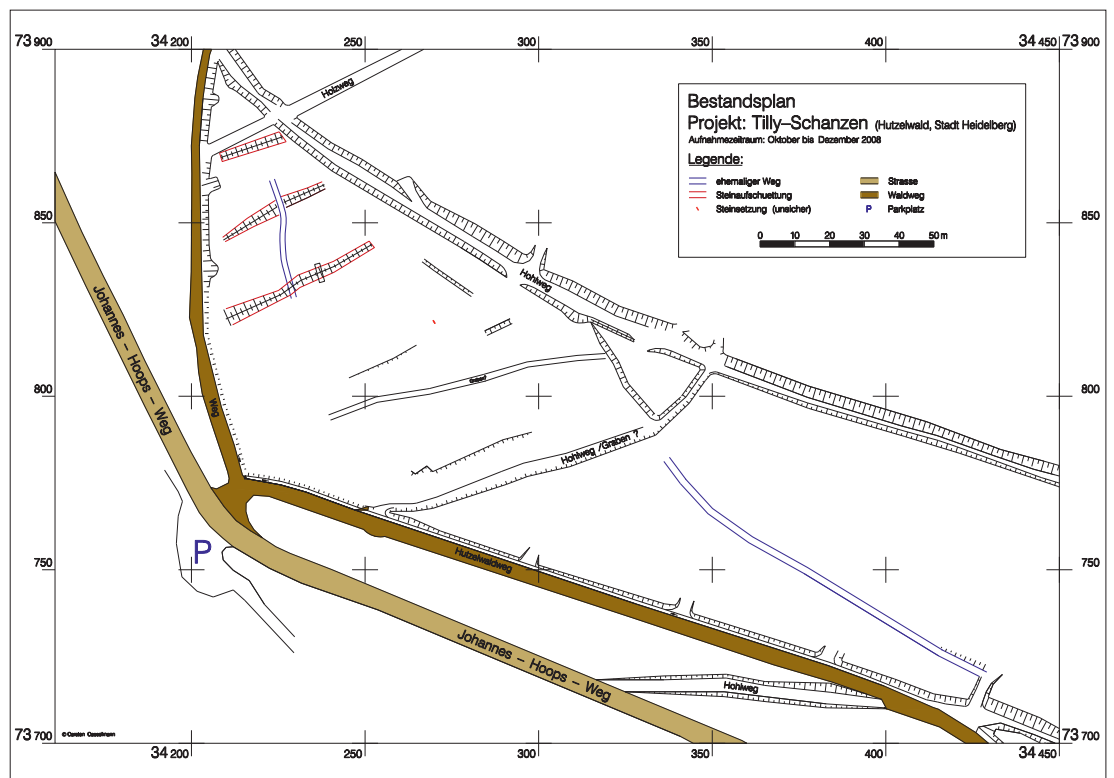 73 900
34 200
250
300
350
400
34 450
73 900
Holzweg
Bestandsplan
Projekt: Tilly–Schanzen (Hutzelwald, Stadt Heidelberg)
Aufnahmezeitraum: Oktober bis Dezember 2008
Legende:
ehemaliger Weg
Strasse
Steinaufschuettung
Waldweg
Steinsetzung (unsicher)
P Parkplatz
0 10 20 30 40 50 m
850
850
Hohlweg
Johannes – Hoops – Weg
Graben
800
800
Weg
Hohlweg /Graben ?
P
750
750
Hutzelwaldweg
Johannes – Hoops – Weg
Hohlweg
© Carsten Casselmann
73 700
73 700
34 200
250
300
350
400
34 450